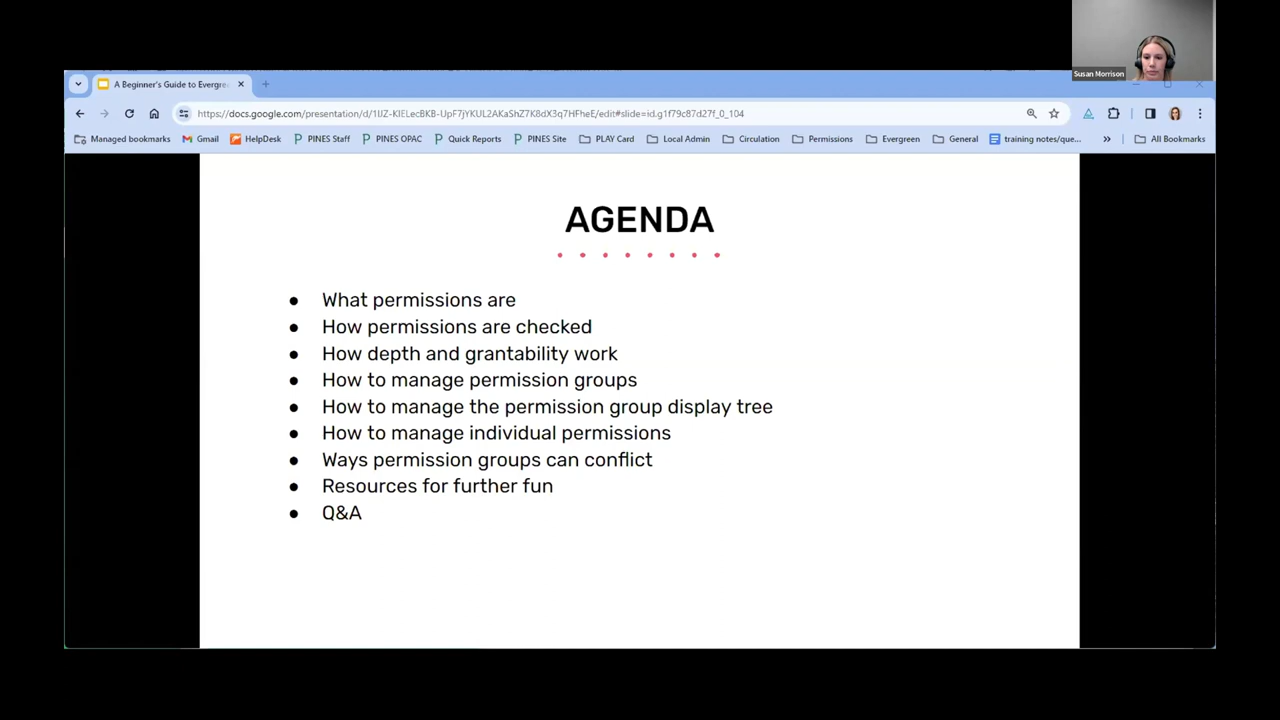 Susan Morrison
A Beginner's Guide to Evergre
https://docs.google.com/presentation/d/1UZ-KIELecBKB-UpF7jYKUL2AKaShZ7K8dX3q7HFheE/edit#slide=id.g1f79c87d27f_0_104
Managed bookmarks Gmail HelpDesk PINES Staff PINES OPAC Quick Reports PINES Site PLAY Card Local Admin Circulation Permissions Evergreen General training notes/que... All Bookmarks
AGENDA
● What permissions are
● How permissions are checked
● How depth and grantability work
● How to manage permission groups
● How to manage the permission group display tree
● How to manage individual permissions
● Ways permission groups can conflict
● Resources for further fun
● Q&A